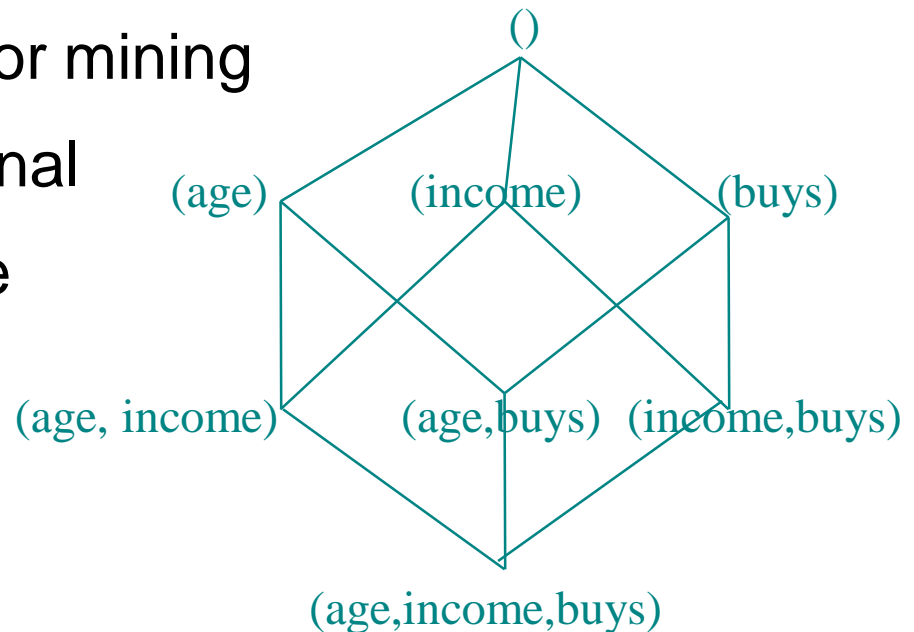 or mining
nal
e
()
(age) (income) (buys)
(age, income) (age,buys) (income,buys)
(age,income,buys)